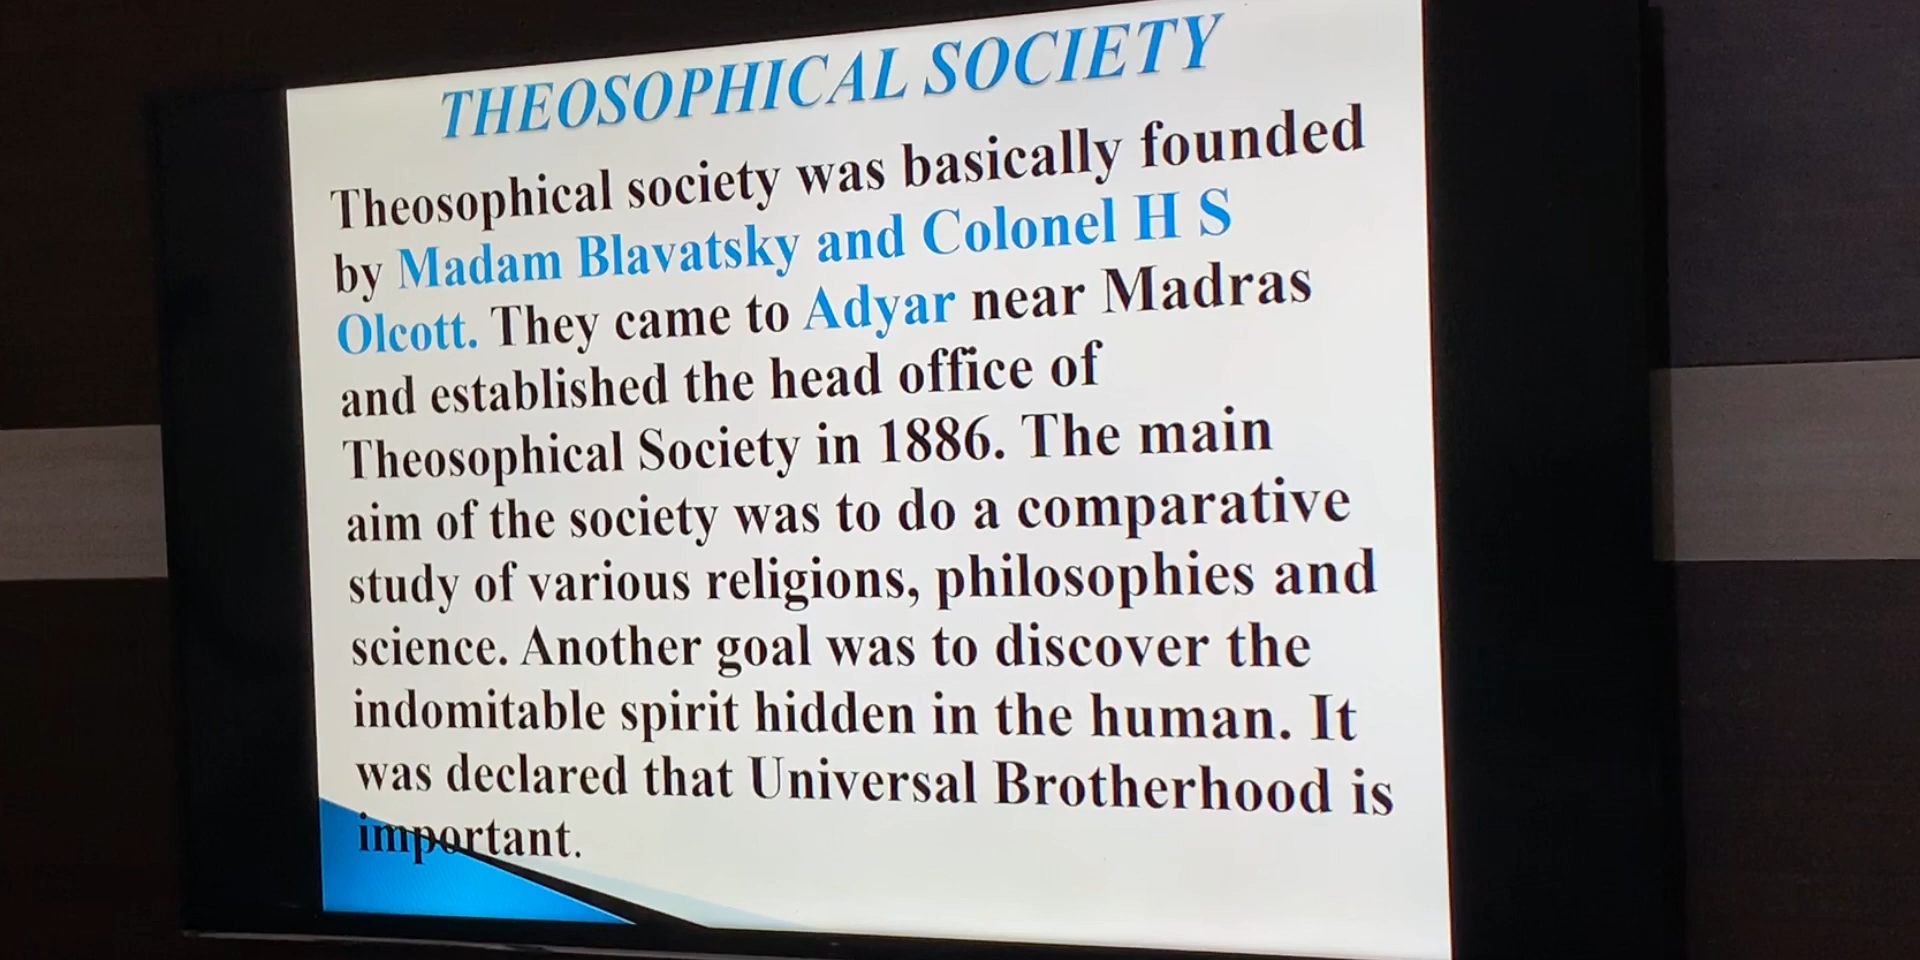 THEOSOPHICAL SOCIETY
Theosophical society was basically founded
by Madam Blavatsky and Colonel H S
Olcott. They came to Adyar near Madras
and established the head office of
Theosophical Society in 1886. The main
aim of the society was to do a comparative
study of various religions, philosophies and
science. Another goal was to discover the
indomitable spirit hidden in the human. It
was declared that Universal Brotherhood is
important.